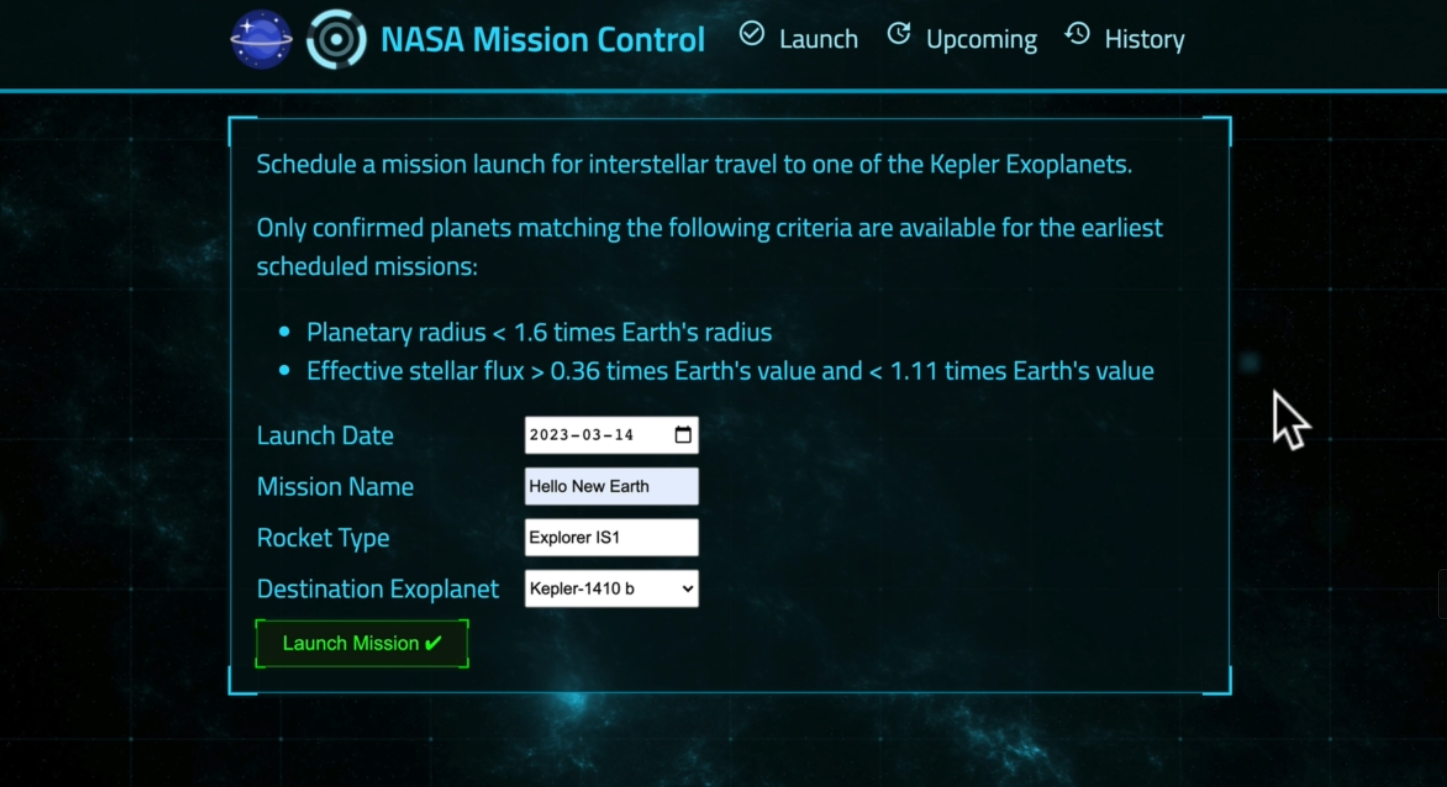 NASA Mission Control Launch Upcoming History
Schedule a mission launch for interstellar travel to one of the Kepler Exoplanets.
Only confirmed planets matching the following criteria are available for the earliest
scheduled missions:
• Planetary radius < 1.6 times Earth's radius
• Effective stellar flux > 0.36 times Earth's value and < 1.11 times Earth's value
Launch Date 2023-03-14
Mission Name Hello New Earth
Rocket Type Explorer IS1
Destination Exoplanet Kepler-1410 b
Launch Mission ✔